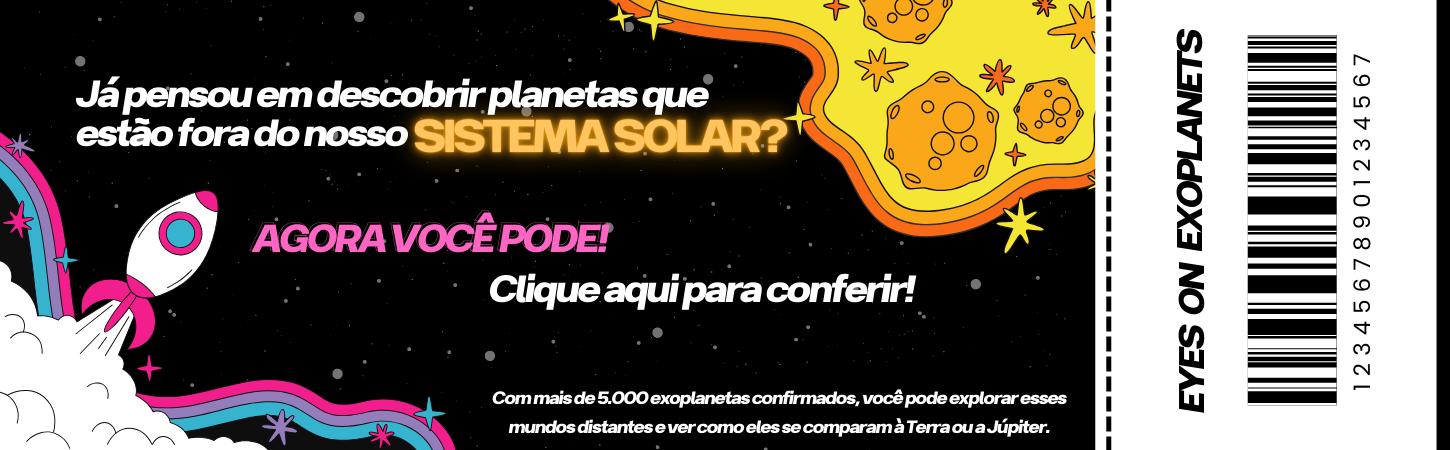 Já pensou em descobrir planetas que
estão fora do nosso SISTEMA SOLAR?
AGORA VOCÊ PODE!
Clique aqui para conferir!
Com mais de 5.000 exoplanetas confirmados, você pode explorar esses
mundos distantes e ver como eles se comparam à Terra ou a Júpiter.
EYES ON EXOPLANETS
12345678901234567